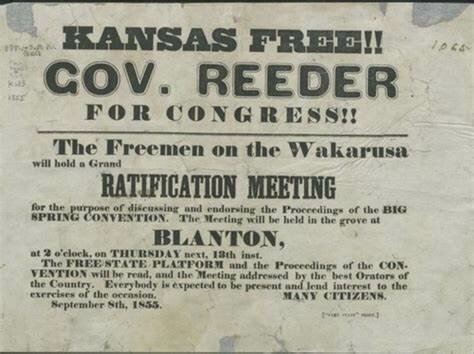 KANSAS FREE!!
GOV. REEDER
FOR CONGRESS!!
The Freemen on the Wakarusa
will hold a Grand
RATIFICATION MEETING
for the purpose of discussing and endorsing the Proceedings of the BIG
SPRING CONVENTION. The Meeting will be held in the grove at
BLANTON,
at 2 o'clock, on THURSDAY next, 13th inst.
The FREE STATE PLATFORM and the Proceedings of the CON-
VENTION will be read, and the Meeting addressed by the best Orators of
the Country. Everybody is expected to be present and lend interest to the
exercises of the occasion. MANY CITIZENS.
September 8th, 1855.
["FREE STATE" PRINT.]